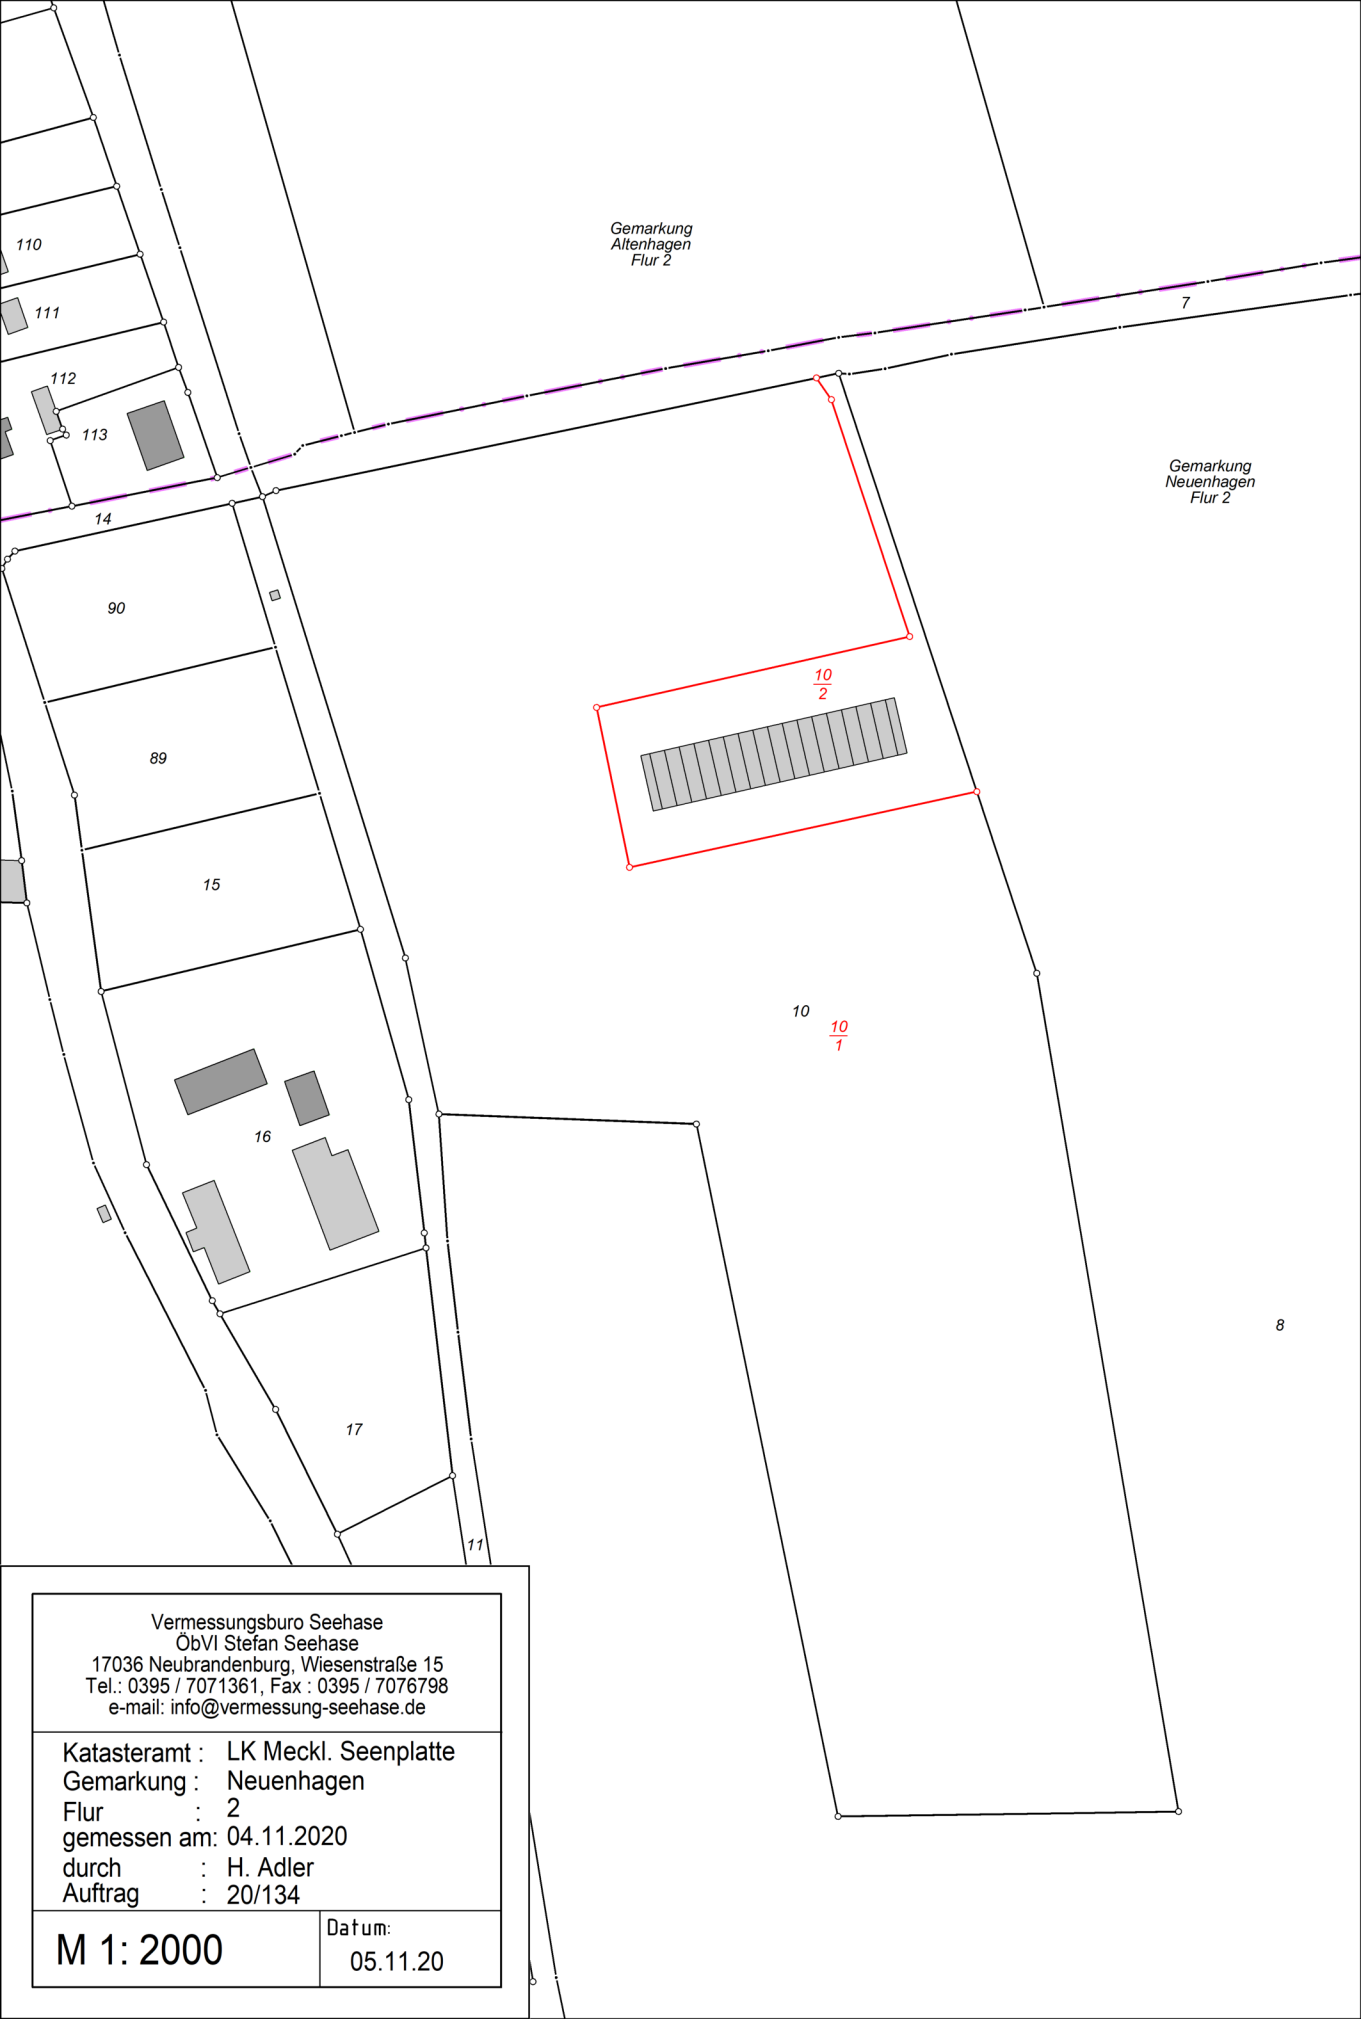 Gemarkung
Altenhagen
Flur 2
110
111
7
112
113
Gemarkung
Neuenhagen
Flur 2
14
90
10
2
89
15
10
10
1
16
8
17
11
Vermessungsburo Seehase
ÖbVI Stefan Seehase
17036 Neubrandenburg, Wiesenstraße 15
Tel.: 0395 / 7071361, Fax : 0395 / 7076798
e-mail: info@vermessung-seehase.de
Katasteramt : LK Meckl. Seenplatte
Gemarkung : Neuenhagen
Flur : 2
gemessen am: 04.11.2020
durch : H. Adler
Auftrag : 20/134
M 1: 2000
Datum:
05.11.20